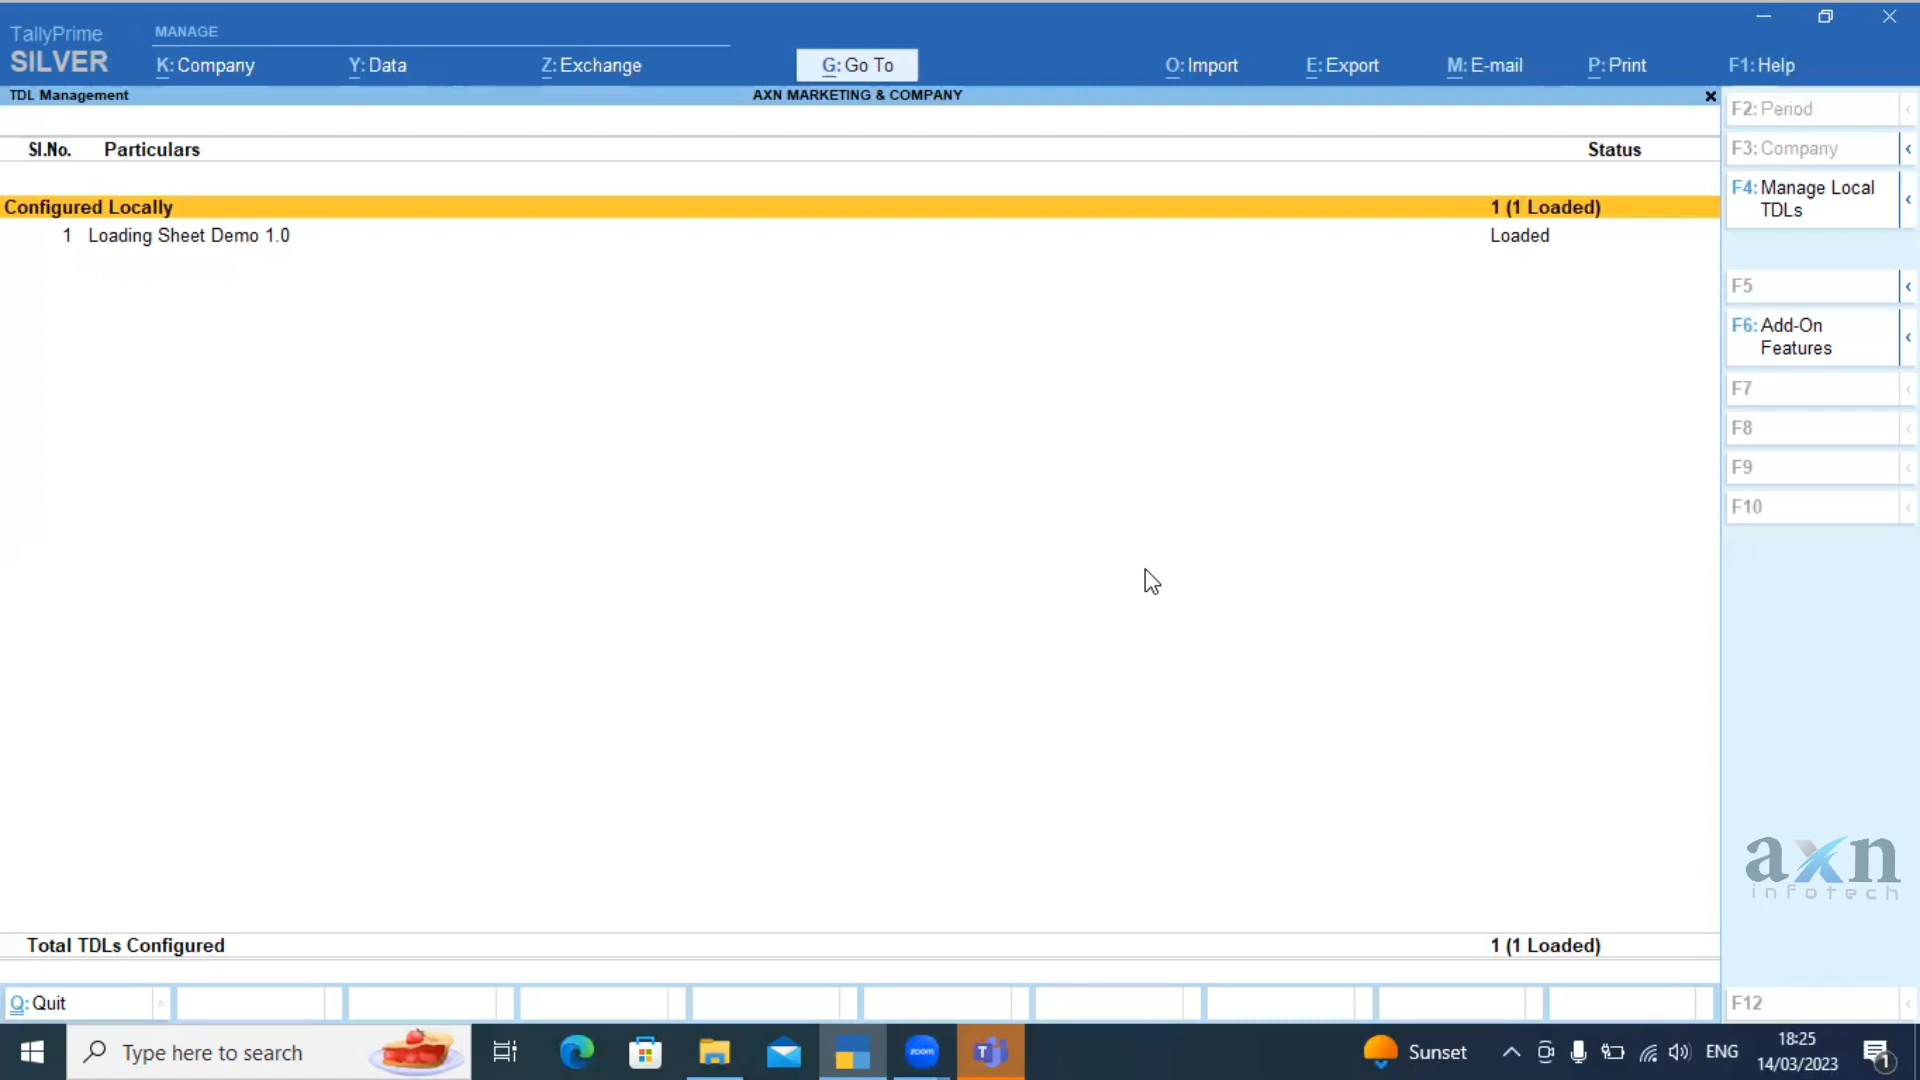 TallyPrime
SILVER
MANAGE
K: Company
Y: Data
Z: Exchange
G: Go To
O: Import
E: Export
M: E-mail
P: Print
F1: Help
TDL Management
AXN MARKETING & COMPANY
Sl.No. Particulars Status
Configured Locally 1 (1 Loaded)
1 Loading Sheet Demo 1.0 Loaded
Total TDLs Configured 1 (1 Loaded)
F2: Period
F3: Company
F4: Manage Local
TDLs
F5
F6: Add-On
Features
F7
F8
F9
F10
axn
infotech
F12
Q: Quit
Type here to search
zoom
T
Sunset
ENG
18:25
14/03/2023
1